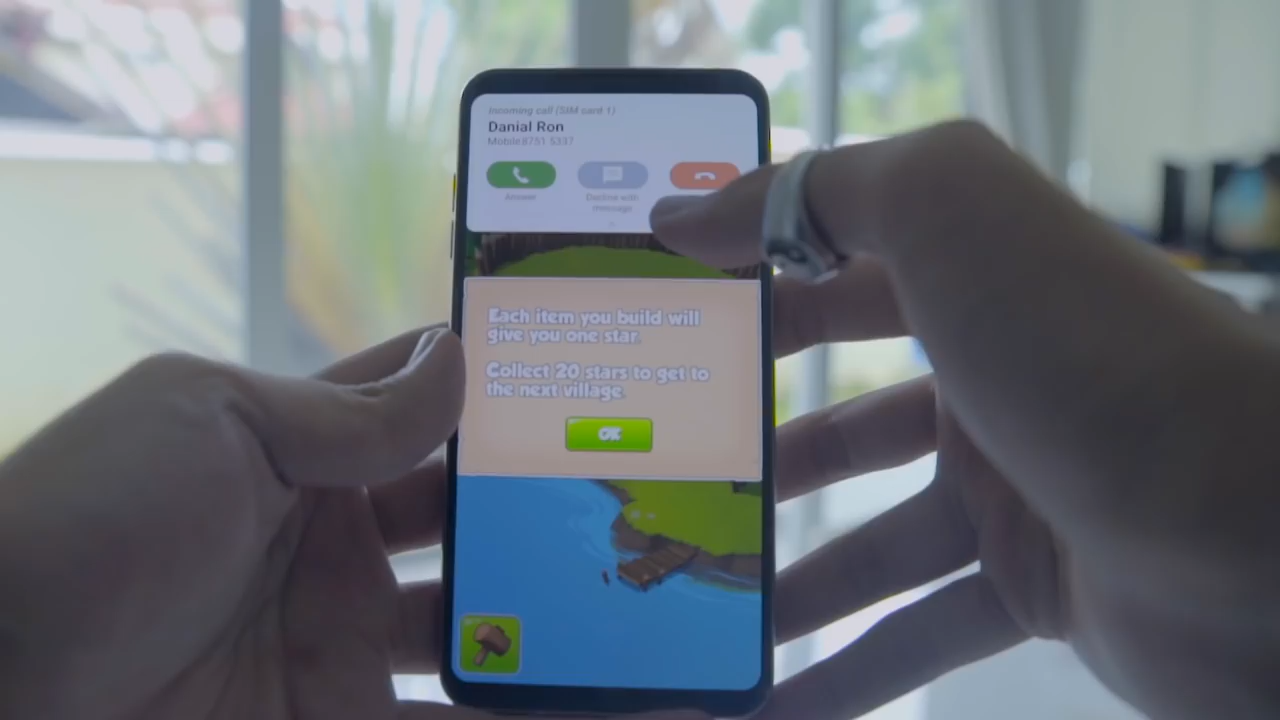 Incoming call (SIM card 1)
Danial Ron
Mobile 8751 5337
Answer
Decline with
message
Each item you build will
give you one star.
Collect 20 stars to get to
the next village.
OK